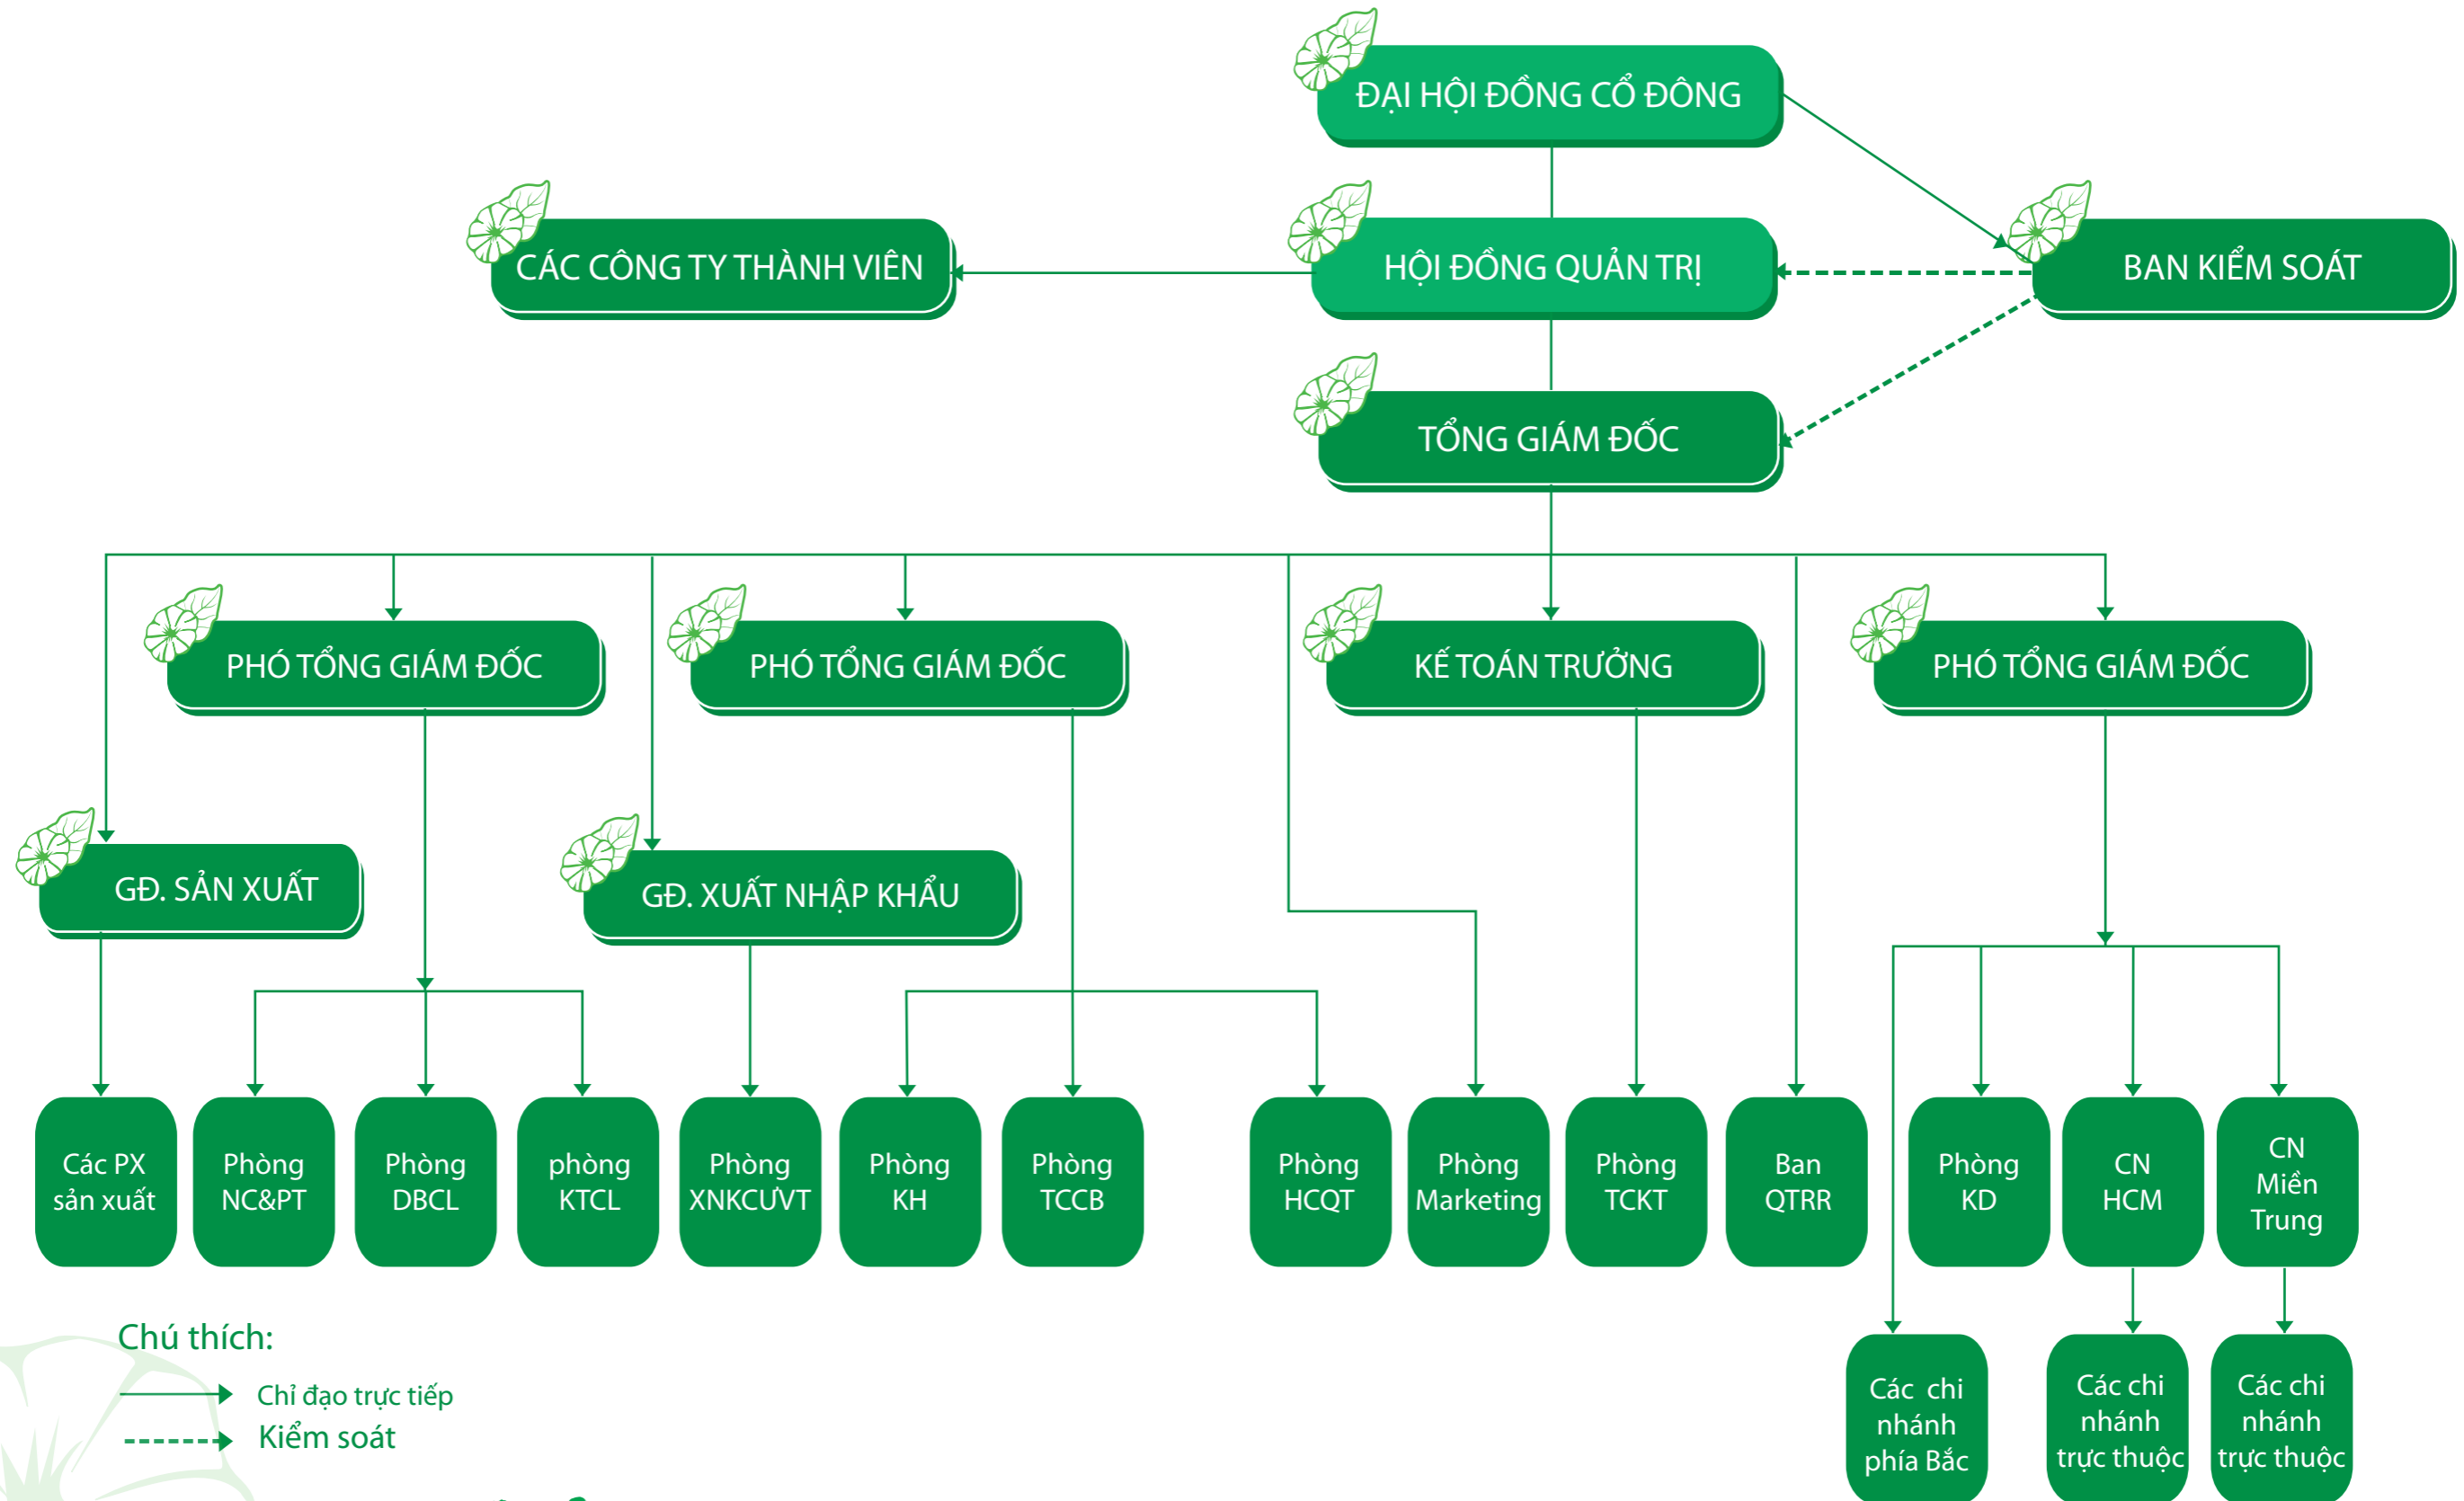 ĐẠI HỘI ĐỒNG CỔ ĐÔNG
CÁC CÔNG TY THÀNH VIÊN
HỘI ĐỒNG QUẢN TRỊ
BAN KIỂM SOÁT
TỔNG GIÁM ĐỐC
PHÓ TỔNG GIÁM ĐỐC
PHÓ TỔNG GIÁM ĐỐC
KẾ TOÁN TRƯỞNG
PHÓ TỔNG GIÁM ĐỐC
GĐ. SẢN XUẤT
GĐ. XUẤT NHẬP KHẨU
Các PX
sản xuất
Phòng
NC&PT
Phòng
DBCL
phòng
KTCL
Phòng
XNKCƯVT
Phòng
KH
Phòng
TCCB
Phòng
HCQT
Phòng
Marketing
Phòng
TCKT
Ban
QTRR
Phòng
KD
CN
HCM
CN
Miền
Trung
Các chi
nhánh
phía Bắc
Các chi
nhánh
trực thuộc
Các chi
nhánh
trực thuộc
Chú thích:
Chỉ đạo trực tiếp
Kiểm soát